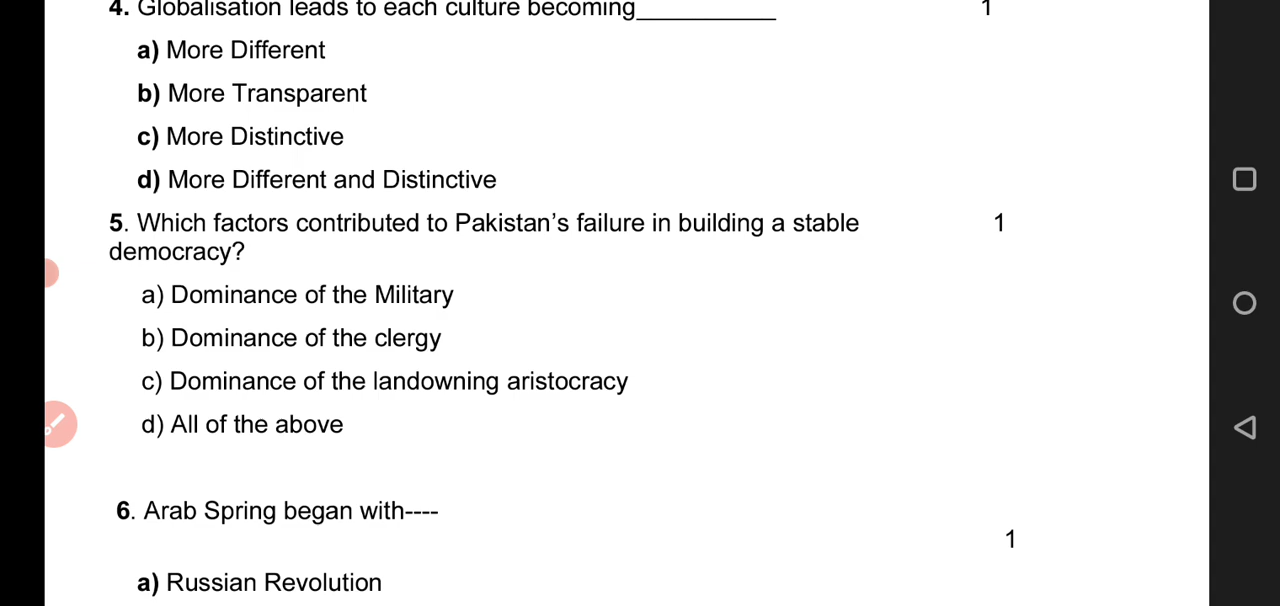 4. Globalisation leads to each culture becoming__________ 1
a) More Different
b) More Transparent
c) More Distinctive
d) More Different and Distinctive
5. Which factors contributed to Pakistan’s failure in building a stable 1
democracy?
a) Dominance of the Military
b) Dominance of the clergy
c) Dominance of the landowning aristocracy
d) All of the above
6. Arab Spring began with----
1
a) Russian Revolution